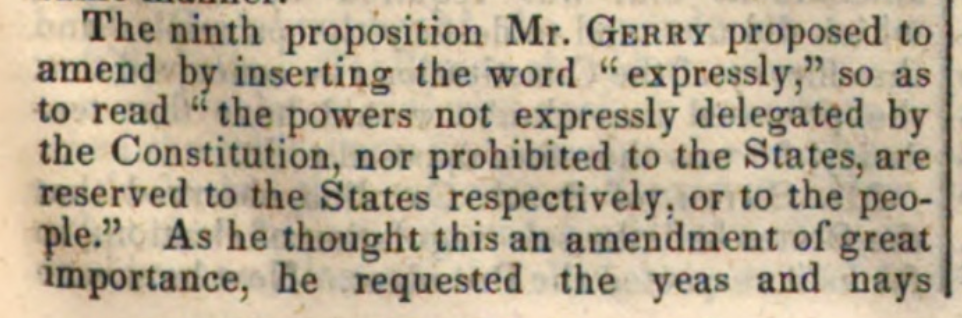 The ninth proposition Mr. GERRY proposed to
amend by inserting the word “expressly,” so as
to read “the powers not expressly delegated by
the Constitution, nor prohibited to the States, are
reserved to the States respectively, or to the peo-
ple.” As he thought this an amendment of great
importance, he requested the yeas and nays